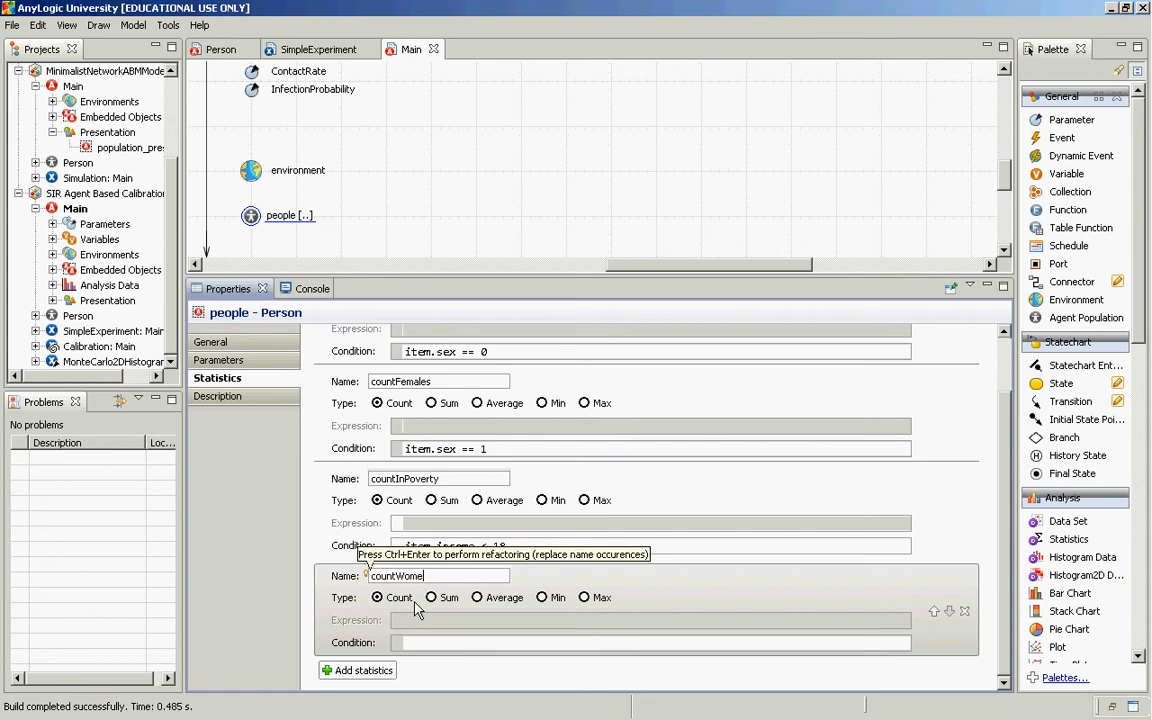 AnyLogic University [EDUCATIONAL USE ONLY]
File Edit View Draw Model Tools Help
Projects
MinimalistNetworkABMMode
Main
Environments
Embedded Objects
Presentation
population_pre
Person
Simulation: Main
SIR Agent Based Calibration
Main
Parameters
Variables
Environments
Embedded Objects
Analysis Data
Presentation
Person
SimpleExperiment: Main
Calibration: Main
MonteCarlo2DHistogram
Problems
No problems
Description Loc...
Person SimpleExperiment Main
ContactRate
InfectionProbability
environment
people [..]
Properties Console
people - Person
General
Parameters
Statistics
Description
Expression:
Condition: item.sex == 0
Name: countFemales
Type: Count Sum Average Min Max
Expression:
Condition: item.sex == 1
Name: countInPoverty
Type: Count Sum Average Min Max
Expression:
Condition: item.income < 18
Press Ctrl+Enter to perform refactoring (replace name occurences)
Name: countWome
Type: Count Sum Average Min Max
Expression:
Condition:
Add statistics
Palette
General
Parameter
Event
Dynamic Event
Variable
Collection
Function
Table Function
Schedule
Port
Connector
Environment
Agent Population
Statechart
Statechart Ent...
State
Transition
Initial State Poi...
Branch
History State
Final State
Analysis
Data Set
Statistics
Histogram Data
Histogram2D D...
Bar Chart
Stack Chart
Pie Chart
Plot
Palettes...
Build completed successfully. Time: 0.485 s.